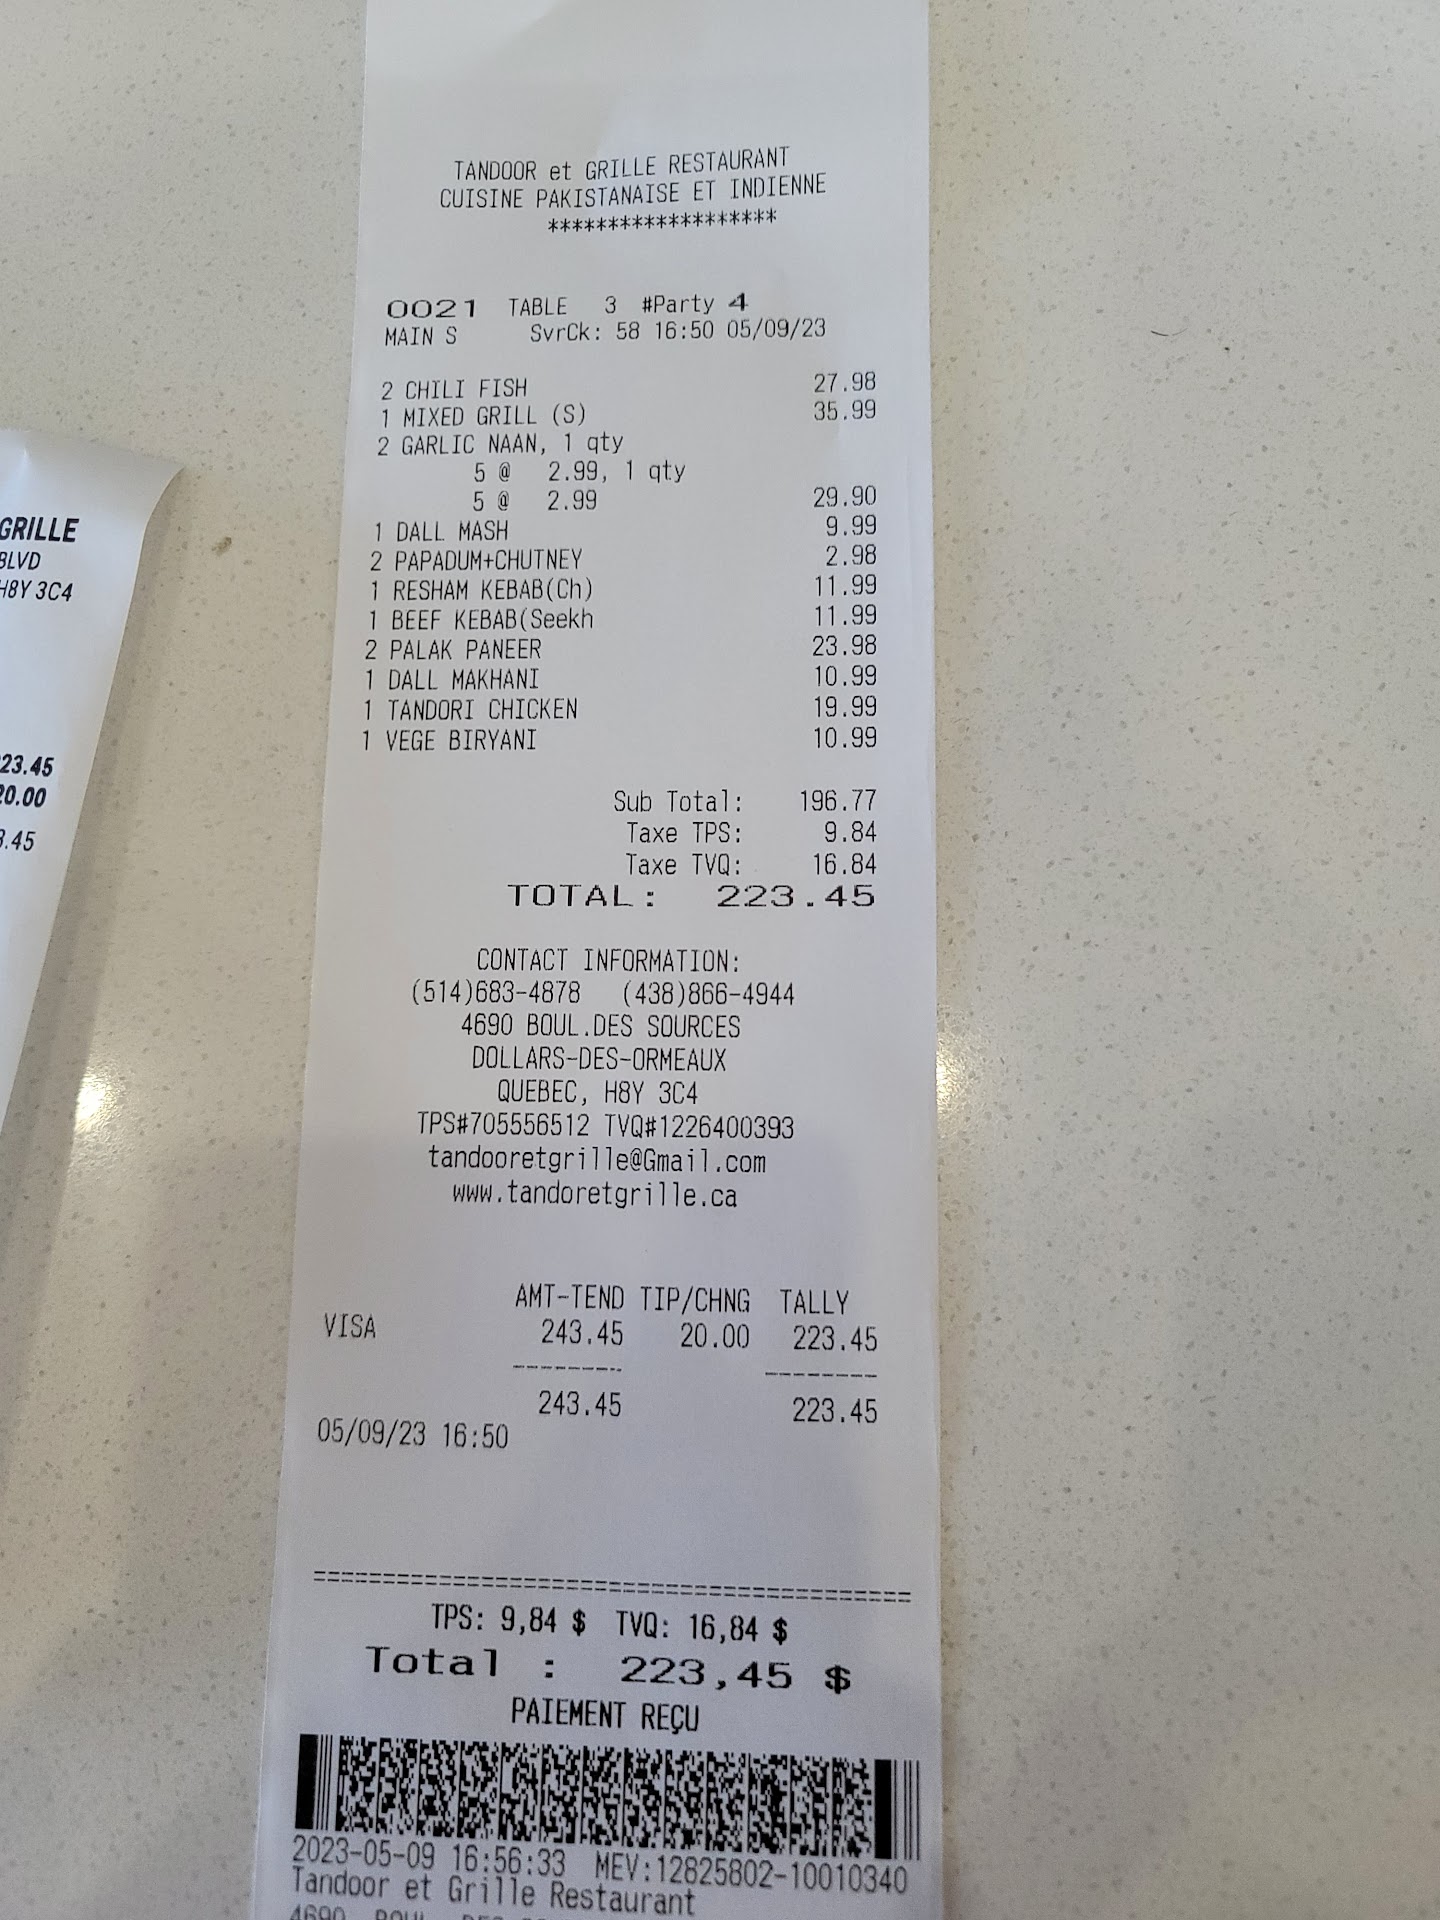 TANDOOR et GRILLE RESTAURANT
CUISINE PAKISTANAISE ET INDIENNE
*******************
0021 TABLE 3 #Party 4
MAIN S SvrCk: 58 16:50 05/09/23
2 CHILI FISH 27.98
1 MIXED GRILL (S) 35.99
2 GARLIC NAAN, 1 qty
5 @ 2.99, 1 qty
5 @ 2.99 29.90
1 DALL MASH 9.99
2 PAPADUM+CHUTNEY 2.98
1 RESHAM KEBAB(Ch) 11.99
1 BEEF KEBAB(Seekh 11.99
2 PALAK PANEER 23.98
1 DALL MAKHANI 10.99
1 TANDORI CHICKEN 19.99
1 VEGE BIRYANI 10.99
Sub Total: 196.77
Taxe TPS: 9.84
Taxe TVQ: 16.84
TOTAL: 223.45
CONTACT INFORMATION:
(514)683-4878 (438)866-4944
4690 BOUL.DES SOURCES
DOLLARS-DES-ORMEAUX
QUEBEC, H8Y 3C4
TPS#705556512 TVQ#1226400393
tandooretgrille@Gmail.com
www.tandoretgrille.ca
AMT-TEND TIP/CHNG TALLY
VISA 243.45 20.00 223.45
243.45 223.45
05/09/23 16:50
TPS: 9,84 $ TVQ: 16,84 $
Total : 223,45 $
PAIEMENT REÇU
2023-05-09 16:56:33 MEV:12825802-10010340
Tandoor et Grille Restaurant
4690
GRILLE
BLVD
H8Y 3C4
23.45
20.00
3.45